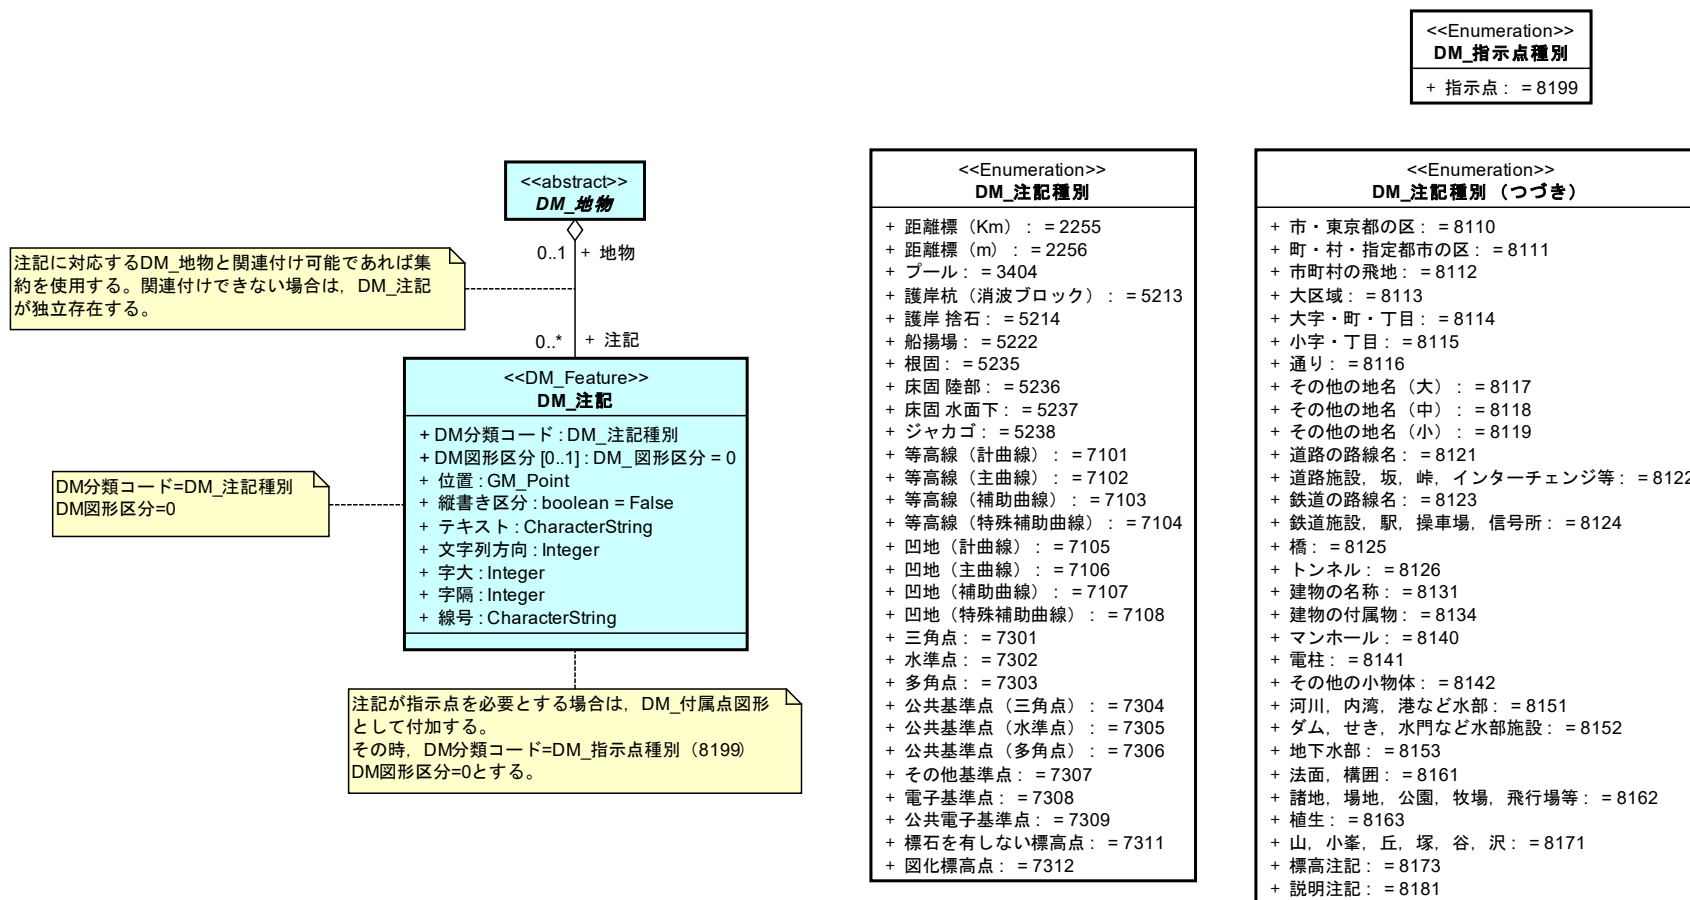 <<Enumeration>>
DM_指示点種別
+ 指示点 : = 8199
<<abstract>>
DM_地物
0..1 + 地物
注記に対応するDM_地物と関連付け可能であれば集
約を使用する。関連付けできない場合は，DM_注記
が独立存在する。
0..* + 注記
<<DM_Feature>>
DM_注記
+ DM分類コード : DM_注記種別
+ DM図形区分 [0..1] : DM_図形区分 = 0
+ 位置 : GM_Point
+ 縦書き区分 : boolean = False
+ テキスト : CharacterString
+ 文字列方向 : Integer
+ 字大 : Integer
+ 字隔 : Integer
+ 線号 : CharacterString
DM分類コード=DM_注記種別
DM図形区分=0
注記が指示点を必要とする場合は，DM_付属点図形
として付加する。
その時，DM分類コード=DM_指示点種別（8199）
DM図形区分=0とする。
<<Enumeration>>
DM_注記種別
+ 距離標（Km） : = 2255
+ 距離標（m） : = 2256
+ プール : = 3404
+ 護岸杭（消波ブロック） : = 5213
+ 護岸 捨石 : = 5214
+ 船揚場 : = 5222
+ 根固 : = 5235
+ 床固 陸部 : = 5236
+ 床固 水面下 : = 5237
+ ジャカゴ : = 5238
+ 等高線（計曲線） : = 7101
+ 等高線（主曲線） : = 7102
+ 等高線（補助曲線） : = 7103
+ 等高線（特殊補助曲線） : = 7104
+ 凹地（計曲線） : = 7105
+ 凹地（主曲線） : = 7106
+ 凹地（補助曲線） : = 7107
+ 凹地（特殊補助曲線） : = 7108
+ 三角点 : = 7301
+ 水準点 : = 7302
+ 多角点 : = 7303
+ 公共基準点（三角点） : = 7304
+ 公共基準点（水準点） : = 7305
+ 公共基準点（多角点） : = 7306
+ その他基準点 : = 7307
+ 電子基準点 : = 7308
+ 公共電子基準点 : = 7309
+ 標石を有しない標高点 : = 7311
+ 図化標高点 : = 7312
<<Enumeration>>
DM_注記種別（つづき）
+ 市・東京都の区 : = 8110
+ 町・村・指定都市の区 : = 8111
+ 市町村の飛地 : = 8112
+ 大区域 : = 8113
+ 大字・町・丁目 : = 8114
+ 小字・丁目 : = 8115
+ 通り : = 8116
+ その他の地名（大） : = 8117
+ その他の地名（中） : = 8118
+ その他の地名（小） : = 8119
+ 道路の路線名 : = 8121
+ 道路施設，坂，峠，インターチェンジ等 : = 8122
+ 鉄道の路線名 : = 8123
+ 鉄道施設，駅，操車場，信号所 : = 8124
+ 橋 : = 8125
+ トンネル : = 8126
+ 建物の名称 : = 8131
+ 建物の付属物 : = 8134
+ マンホール : = 8140
+ 電柱 : = 8141
+ その他の小物体 : = 8142
+ 河川，内湾，港など水部 : = 8151
+ ダム，せき，水門など水部施設 : = 8152
+ 地下水部 : = 8153
+ 法面，構囲 : = 8161
+ 諸地，場地，公園，牧場，飛行場等 : = 8162
+ 植生 : = 8163
+ 山，小峯，丘，塚，谷，沢 : = 8171
+ 標高注記 : = 8173
+ 説明注記 : = 8181